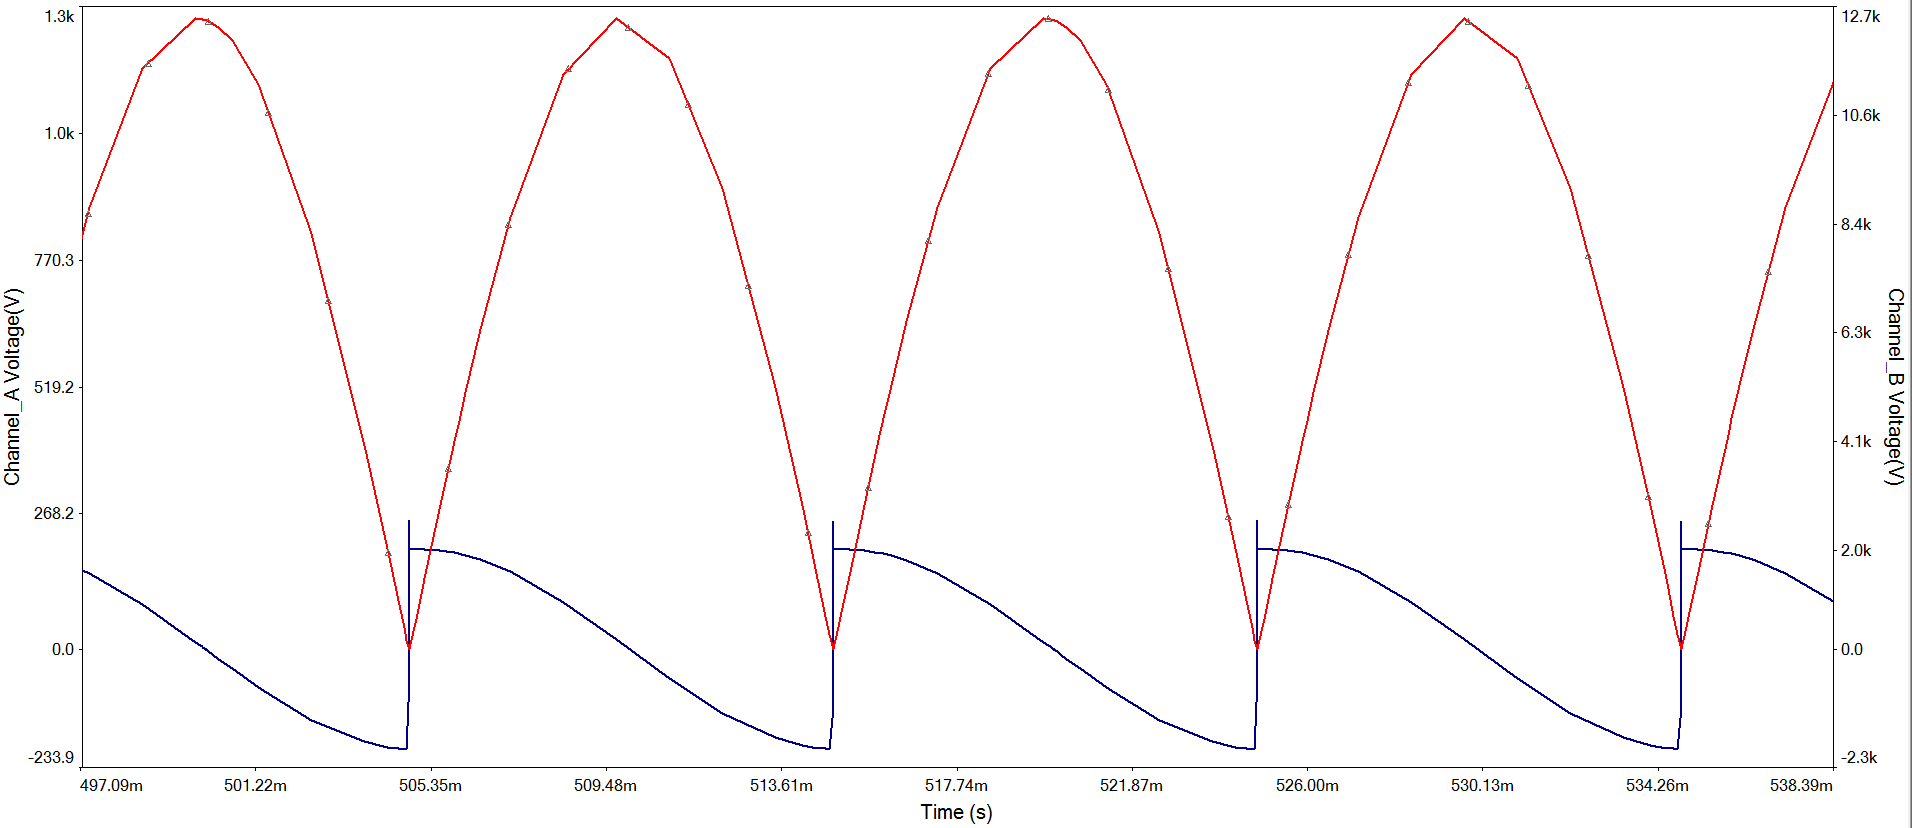 1.3k
1.0k
770.3
519.2
268.2
0.0
-233.9
Channel_A Voltage(V)
12.7k
10.6k
8.4k
6.3k
4.1k
2.0k
0.0
-2.3k
Channel_B Voltage(V)
497.09m 501.22m 505.35m 509.48m 513.61m 517.74m 521.87m 526.00m 530.13m 534.26m 538.39m
Time (s)